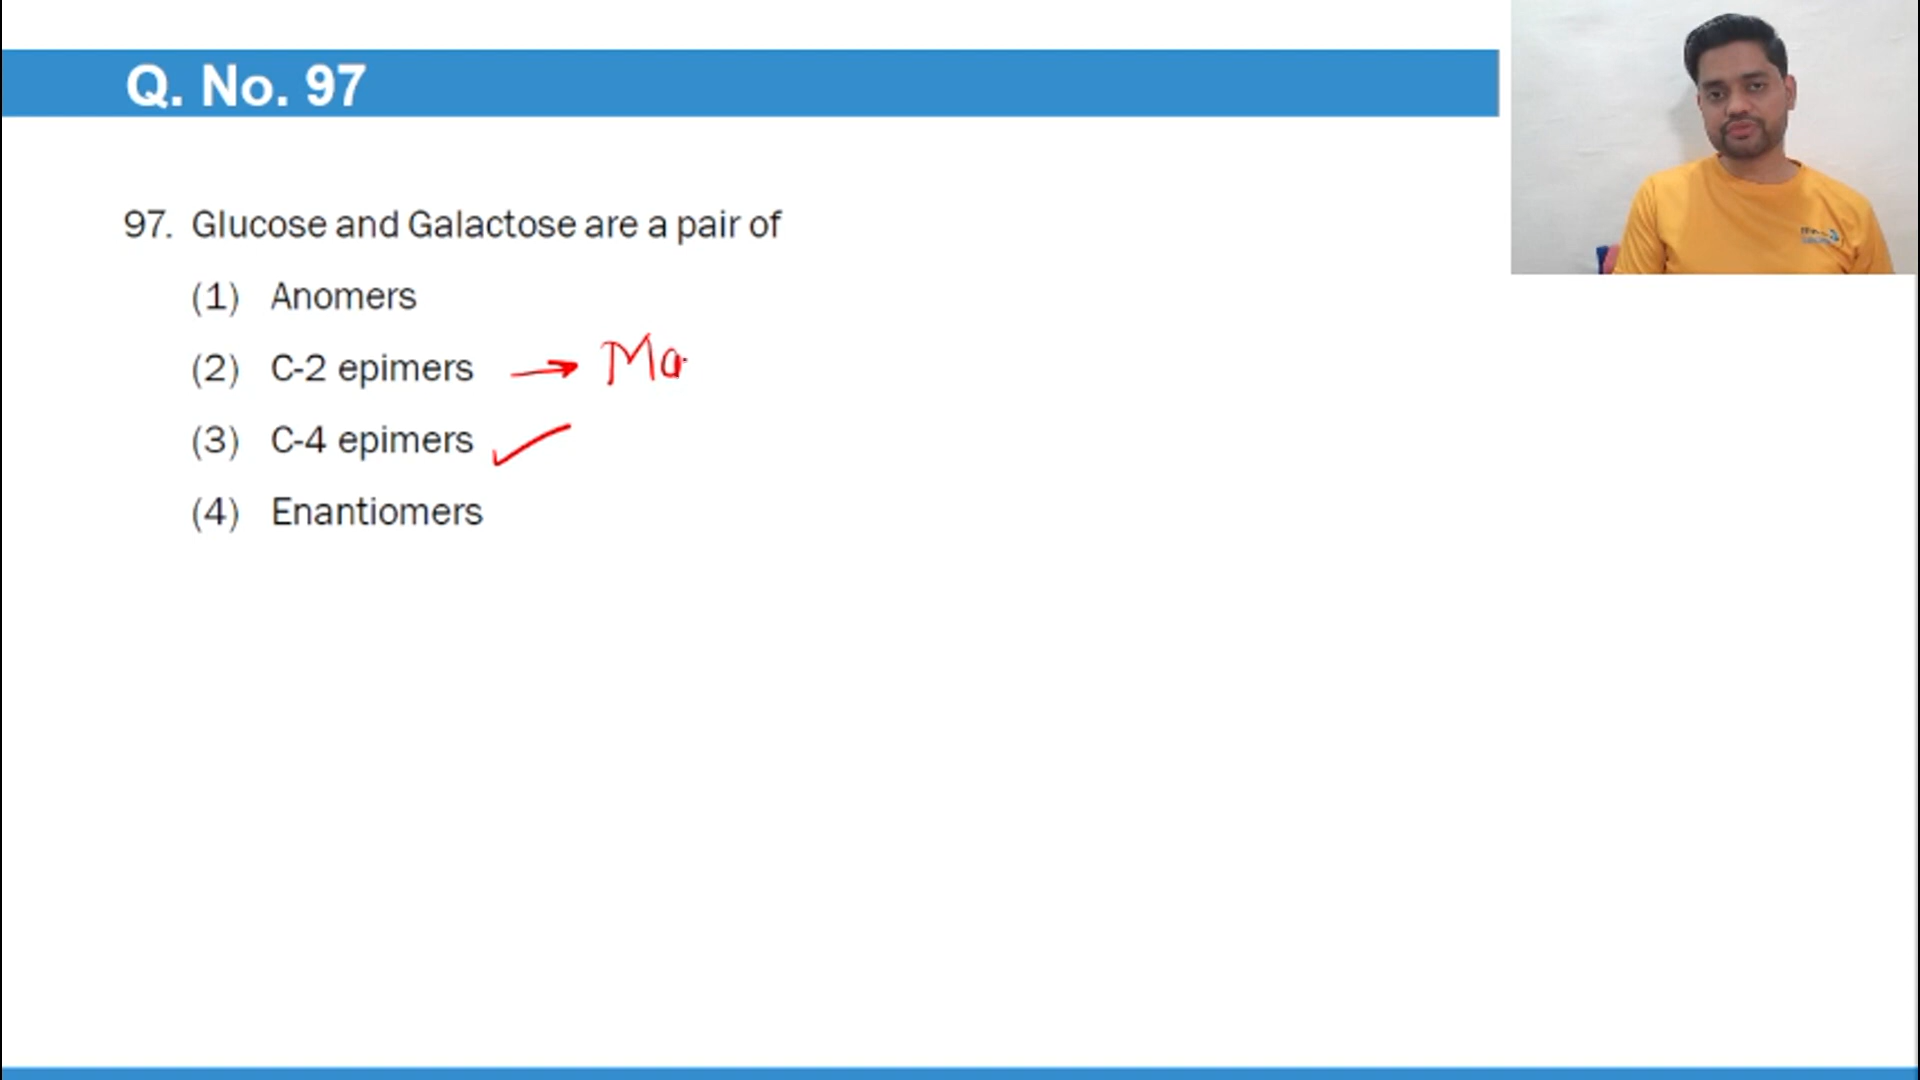 Q. No. 97
97. Glucose and Galactose are a pair of
(1) Anomers
(2) C-2 epimers → Ma
(3) C-4 epimers ✓
(4) Enantiomers